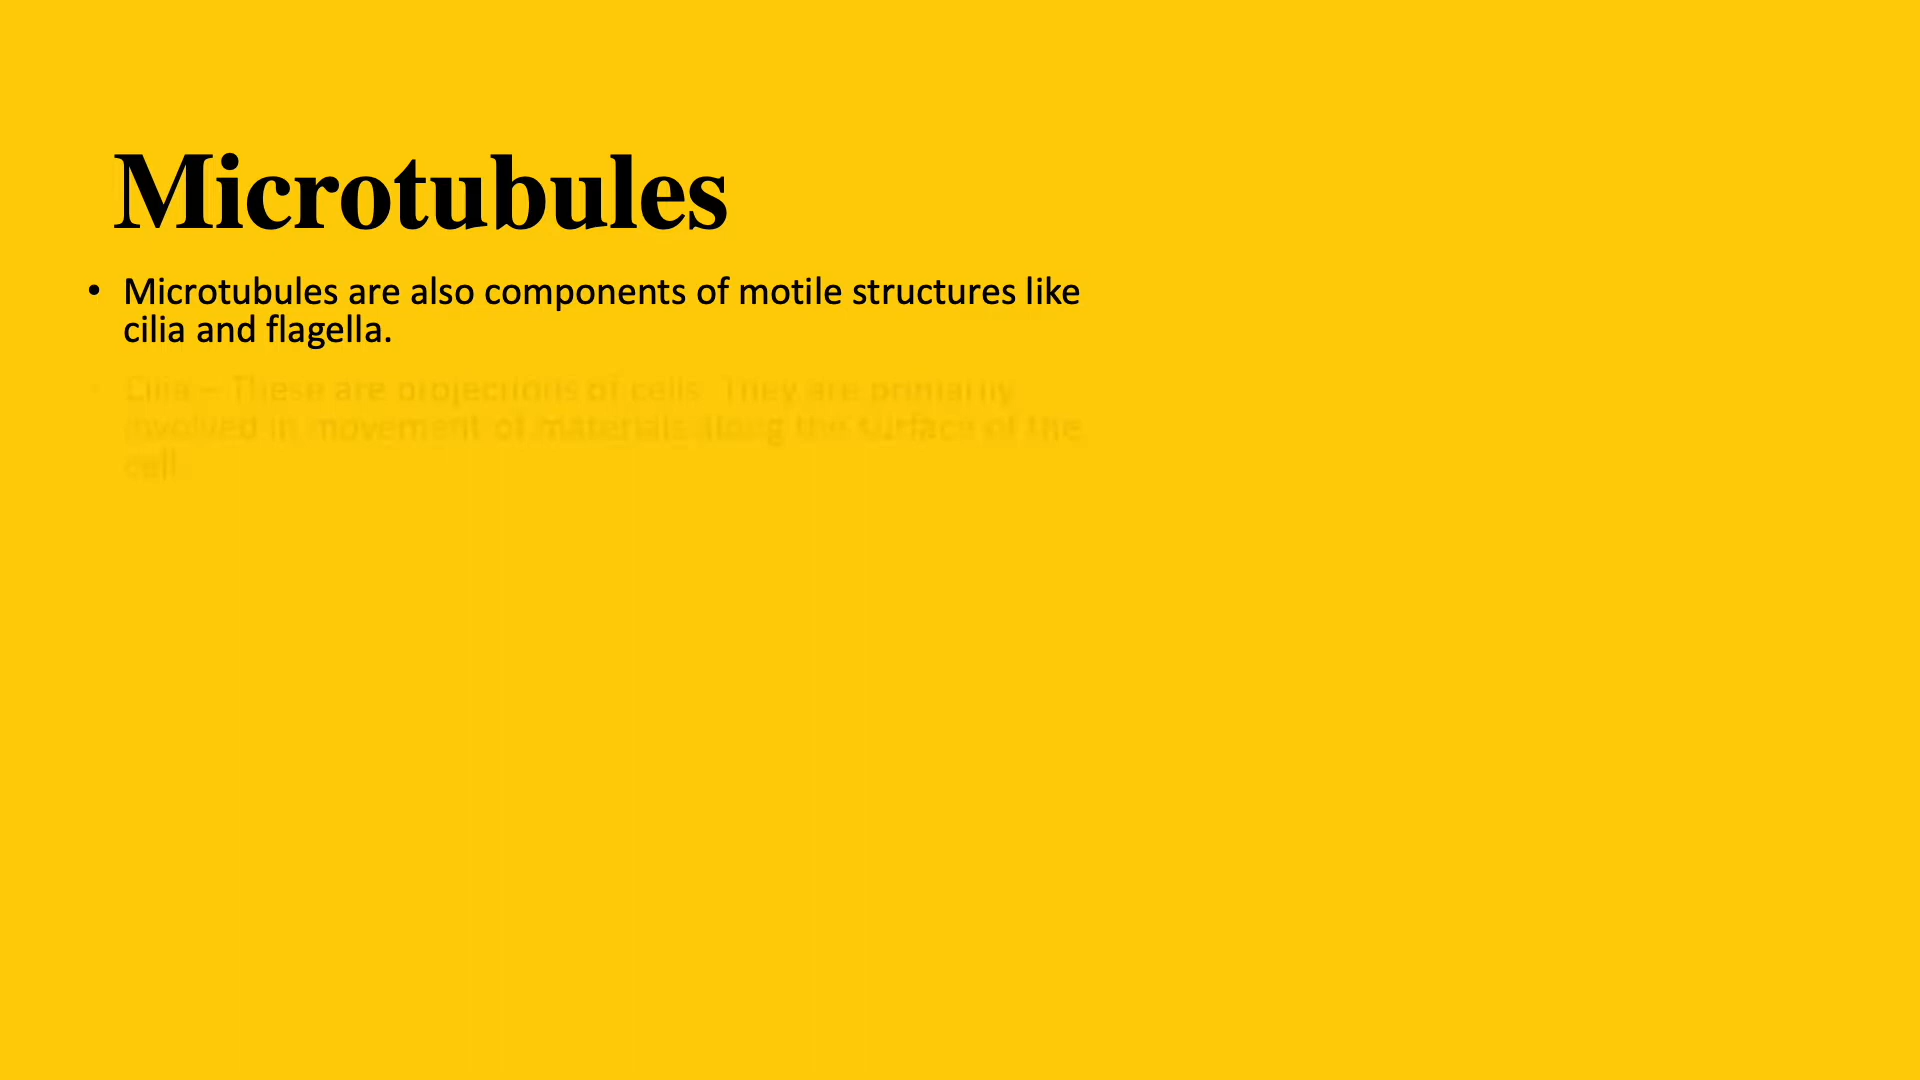 Microtubules
• Microtubules are also components of motile structures like
cilia and flagella.
Cilia – These are projections of cells. They are primarily
involved in movement of materials along the surface of the
cell.